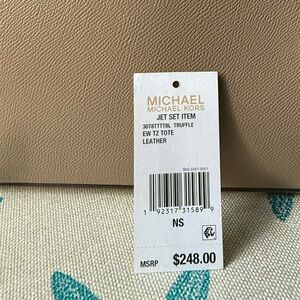 MICHAEL
MICHAEL KORS
JET SET ITEM
30T8TTTT8L TRUFFLE
EW TZ TOTE
LEATHER
1 92317 31589 9
NS
MSRP $248.00